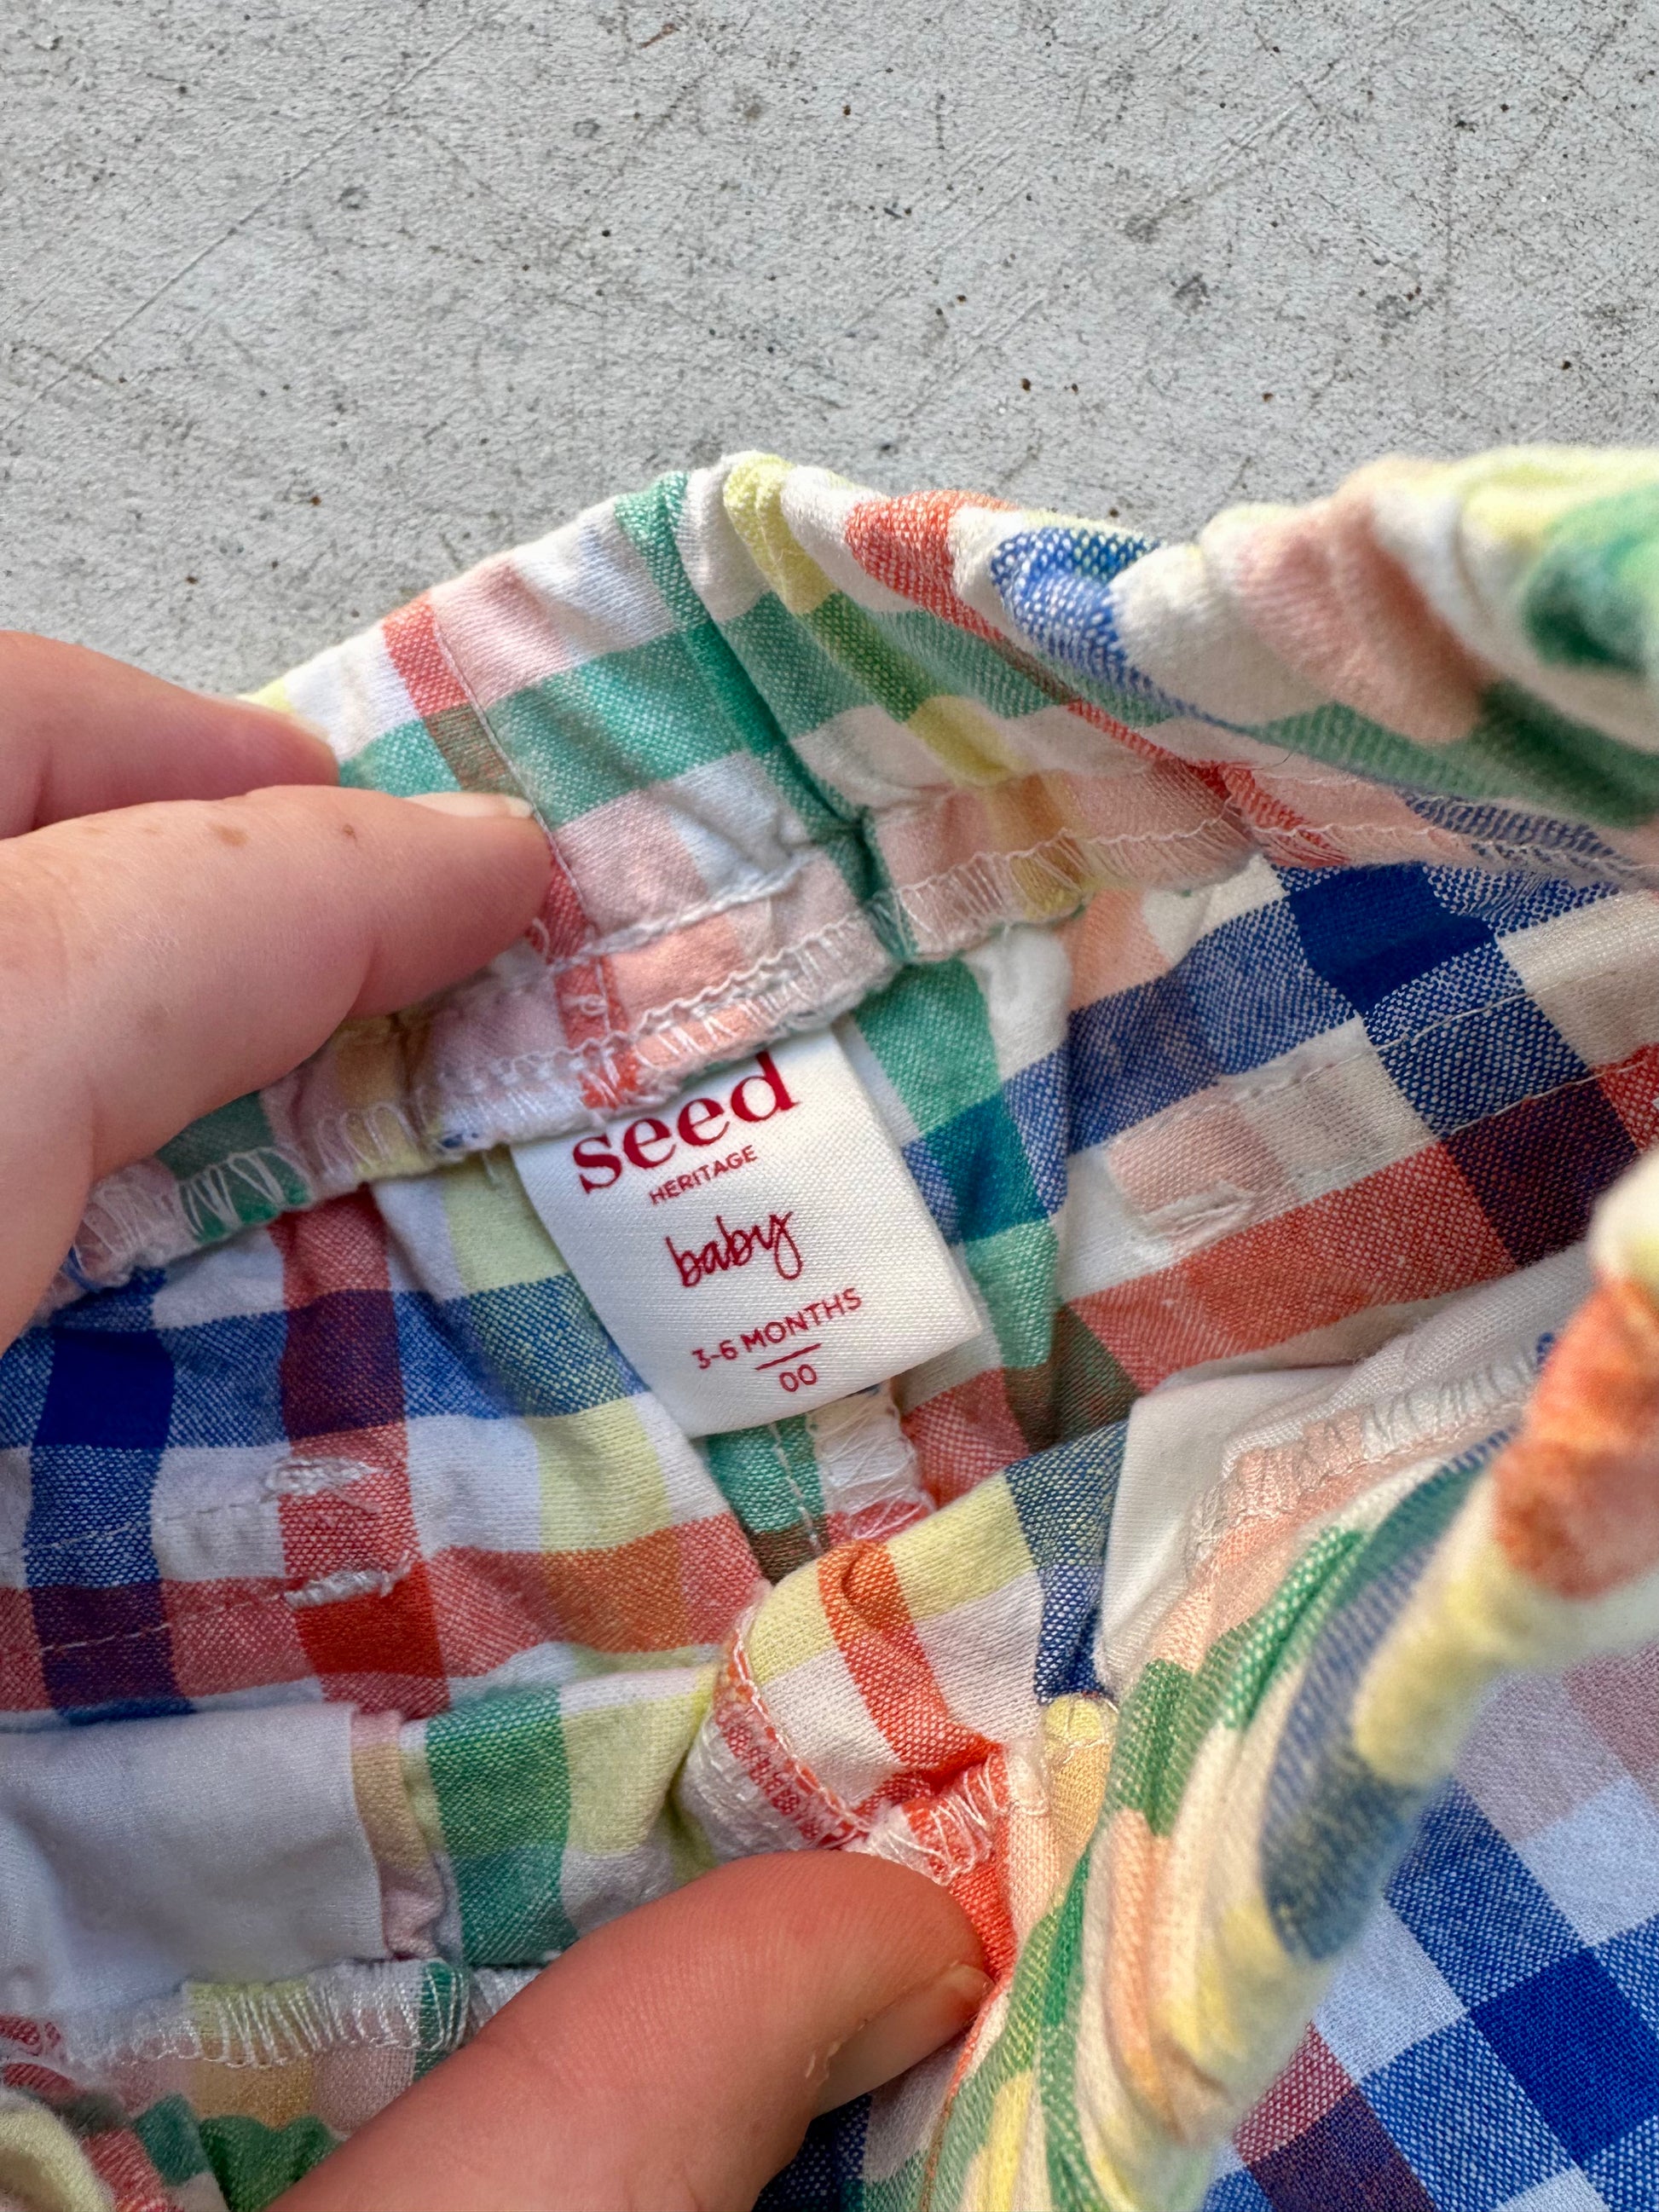 seed
HERITAGE
baby
3-6 MONTHS
00